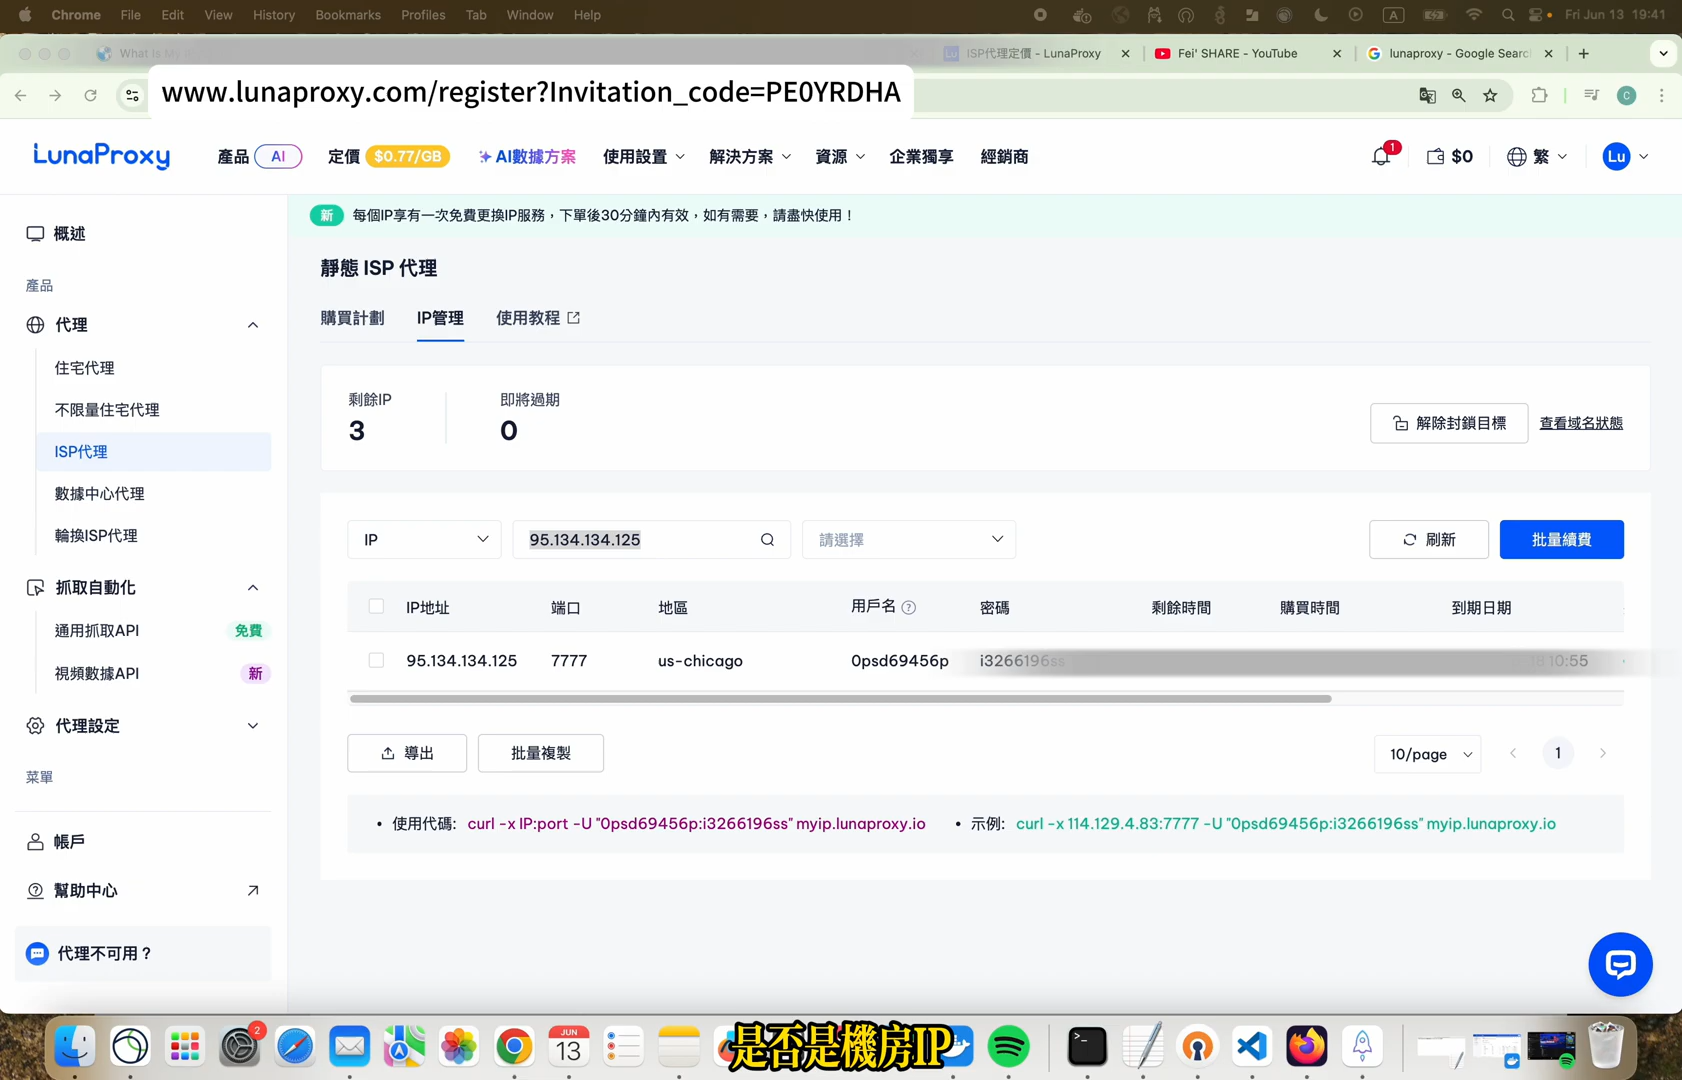 Chrome File Edit View History Bookmarks Profiles Tab Window Help
A Fri Jun 13 19:41
What Is My
ISP代理定價 - LunaProxy
Fei' SHARE - YouTube
lunaproxy - Google Searc
www.lunaproxy.com/register?Invitation_code=PE0YRDHA
C
LunaProxy
產品 AI
定價 $0.77/GB
AI數據方案
使用設置
解決方案
資源
企業獨享
經銷商
1
$0
繁
Lu
新 每個IP享有一次免費更換IP服務，下單後30分鐘內有效，如有需要，請盡快使用！
概述
產品
代理
住宅代理
不限量住宅代理
ISP代理
數據中心代理
輪換ISP代理
抓取自動化
通用抓取API 免費
視頻數據API 新
代理設定
菜單
帳戶
幫助中心
代理不可用？
靜態 ISP 代理
購買計劃 IP管理 使用教程
剩餘IP
3
即將過期
0
解除封鎖目標 查看域名狀態
IP 95.134.134.125 請選擇 刷新 批量續費
IP地址 端口 地區 用戶名 密碼 剩餘時間 購買時間 到期日期
95.134.134.125 7777 us-chicago 0psd69456p i3266196ss 10:55
導出 批量複製 10/page 1
• 使用代碼: curl -x IP:port -U "0psd69456p:i3266196ss" myip.lunaproxy.io • 示例: curl -x 114.129.4.83:7777 -U "0psd69456p:i3266196ss" myip.lunaproxy.io
2
JUN
13
是否是機房IP